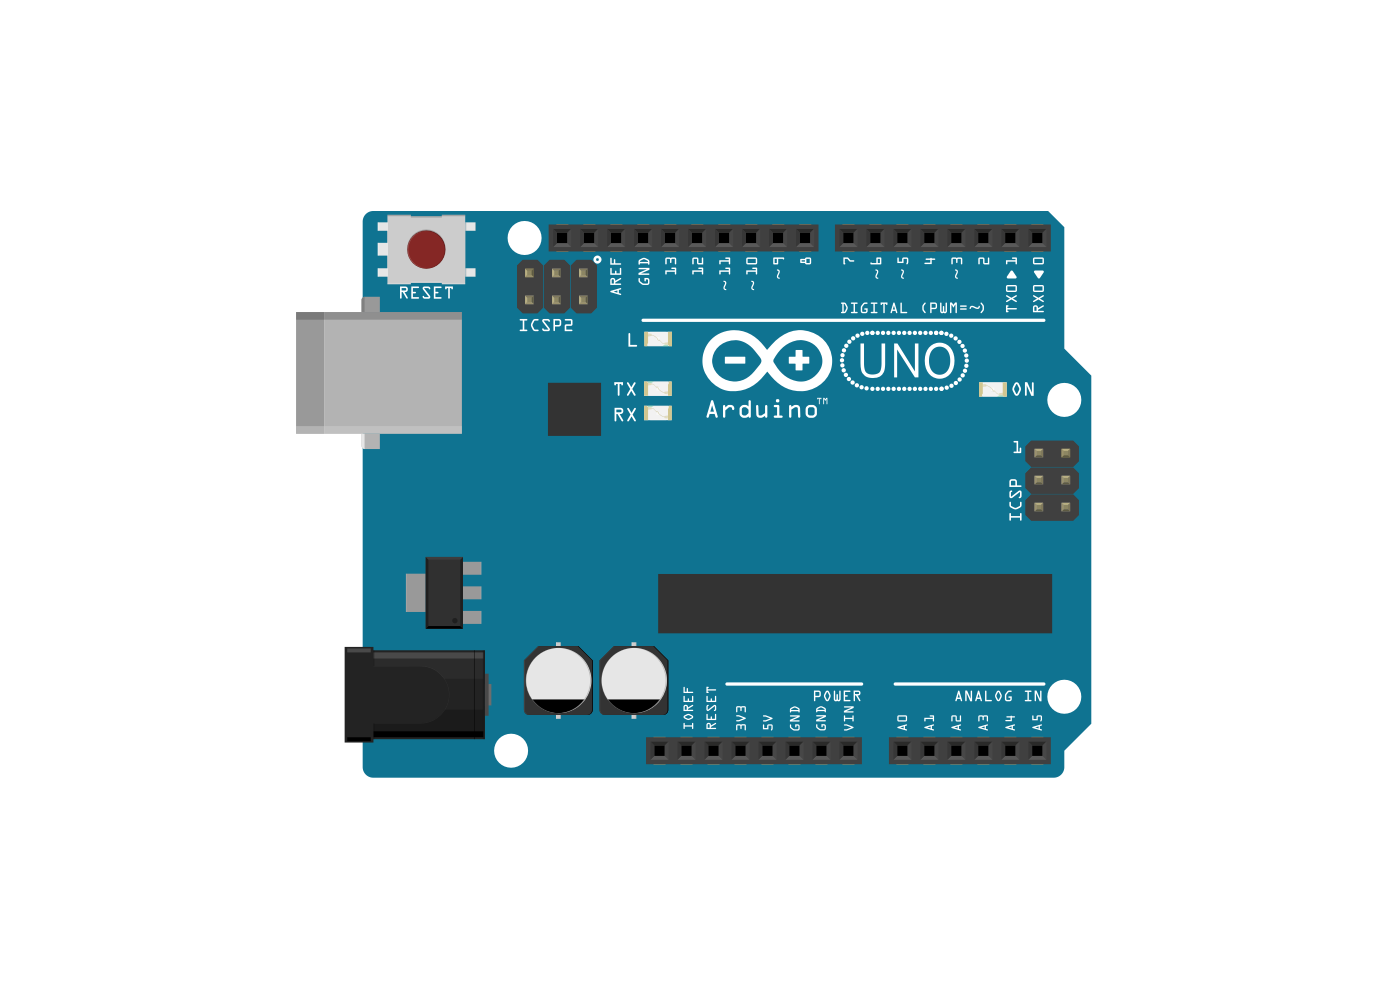 RESET
ICSP2
AREF
GND
13
12
~11
~10
~9
8
7
~6
~5
4
~3
2
TX0▶1
RX0◀0
DIGITAL (PWM=~)
L
TX
RX
UNO
Arduino™
ON
1
ICSP
POWER
ANALOG IN
IOREF
RESET
3V3
5V
GND
GND
VIN
A0
A1
A2
A3
A4
A5